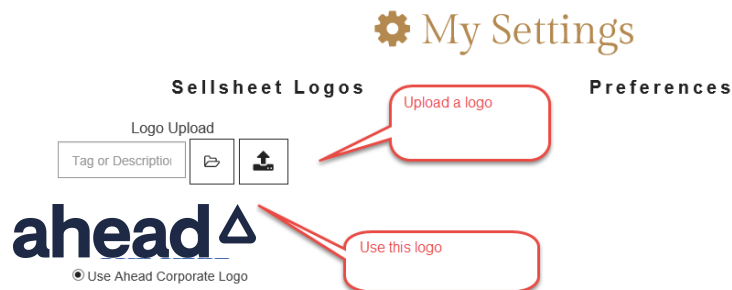 My Settings
Sellsheet Logos
Preferences
Upload a logo
Logo Upload
Tag or Descriptio
ahead
Use this logo
Use Ahead Corporate Logo